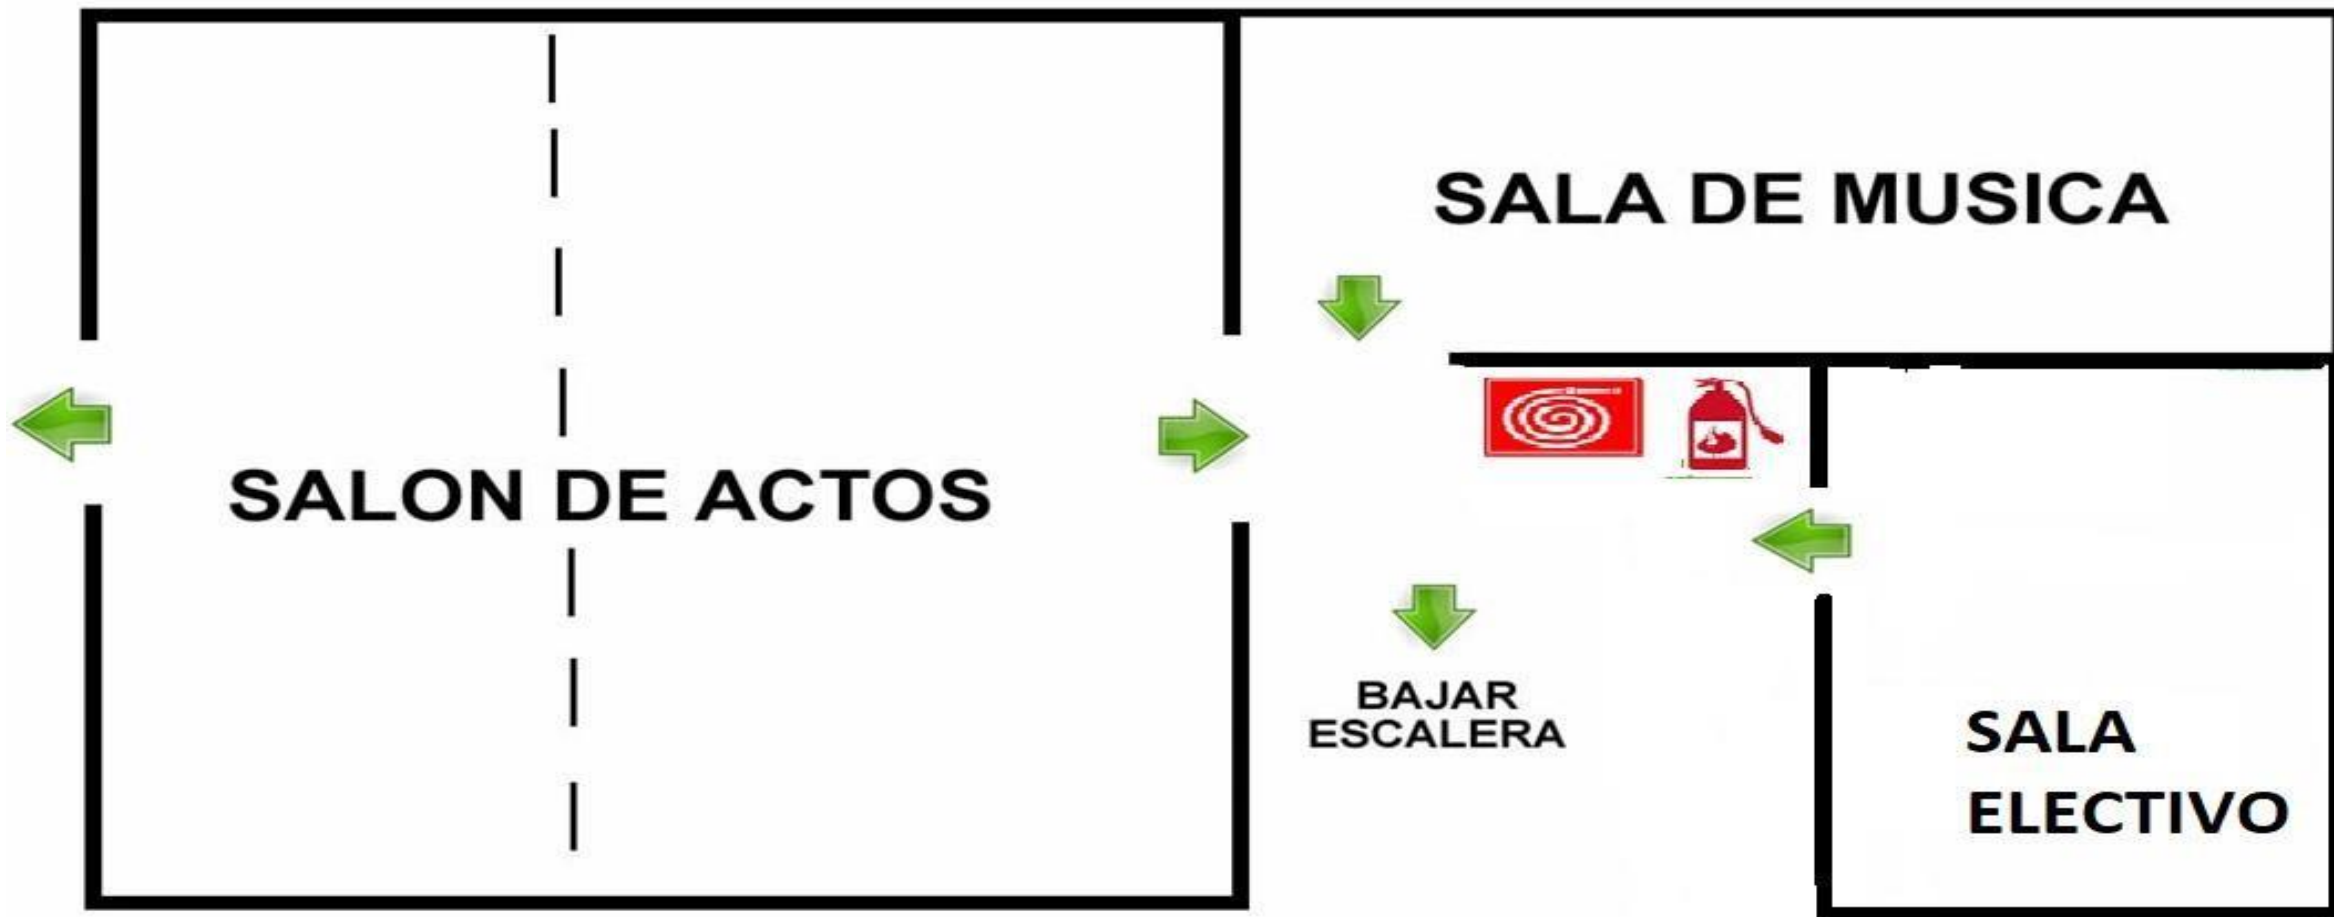 SALA DE MUSICA
SALON DE ACTOS
BAJAR
ESCALERA
SALA
ELECTIVO